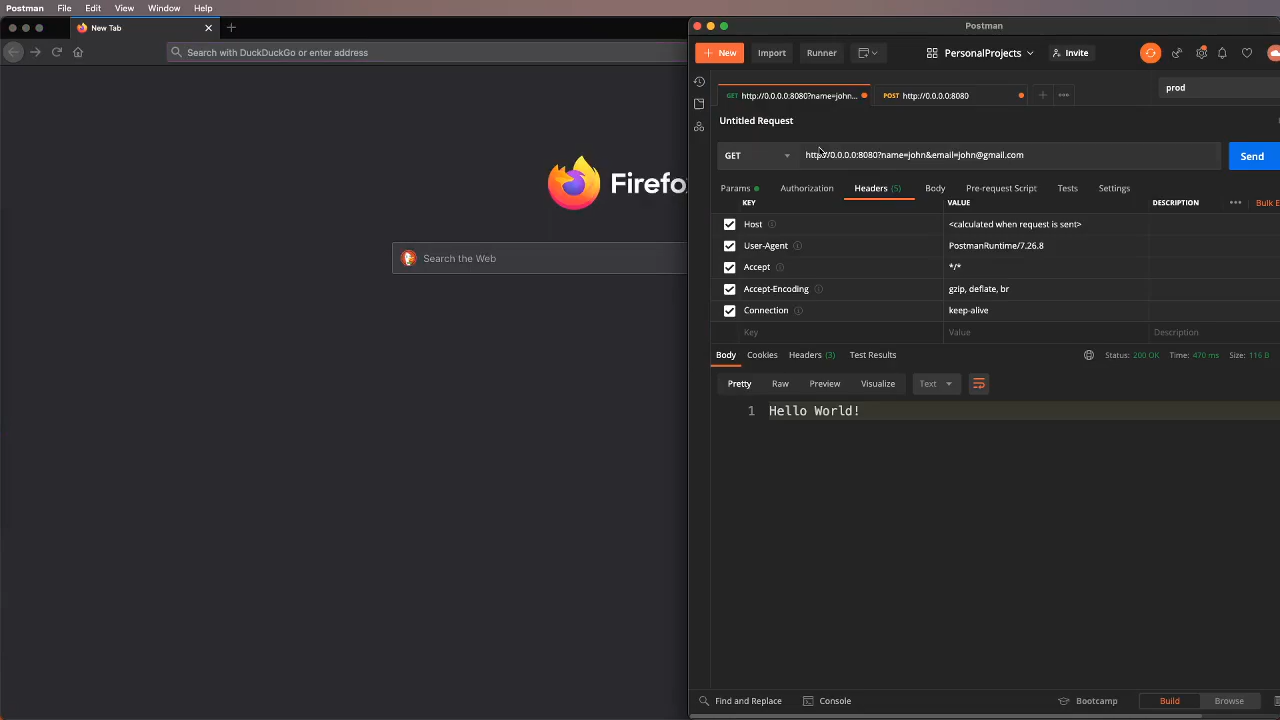 Postman File Edit View Window Help
New Tab
Search with DuckDuckGo or enter address
Firefo
Search the Web
Postman
New Import Runner PersonalProjects Invite
GET http://0.0.0.0:8080?name=john... POST http://0.0.0.0:8080 prod
Untitled Request
GET http://0.0.0.0:8080?name=john&email=john@gmail.com Send
Params Authorization Headers (5) Body Pre-request Script Tests Settings
KEY VALUE DESCRIPTION Bulk E
Host <calculated when request is sent>
User-Agent PostmanRuntime/7.26.8
Accept */*
Accept-Encoding gzip, deflate, br
Connection keep-alive
Key Value Description
Body Cookies Headers (3) Test Results Status: 200 OK Time: 470 ms Size: 116 B
Pretty Raw Preview Visualize Text
1 Hello World!
Find and Replace Console Bootcamp Build Browse